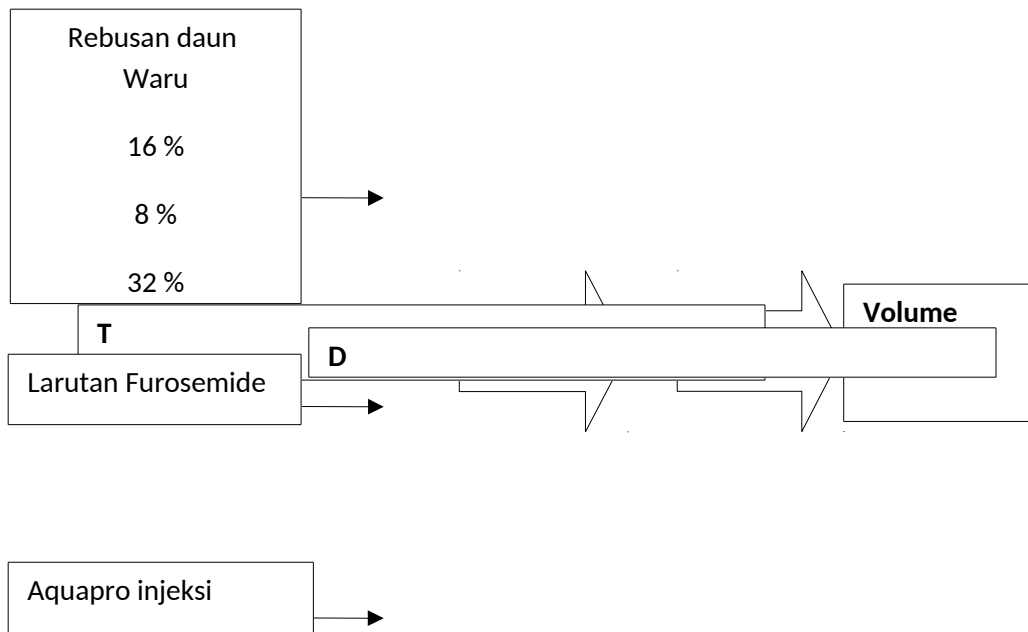 Rebusan daun
Waru
16 %
8 %
32 %
T
D
Volume
Larutan Furosemide
Aquapro injeksi